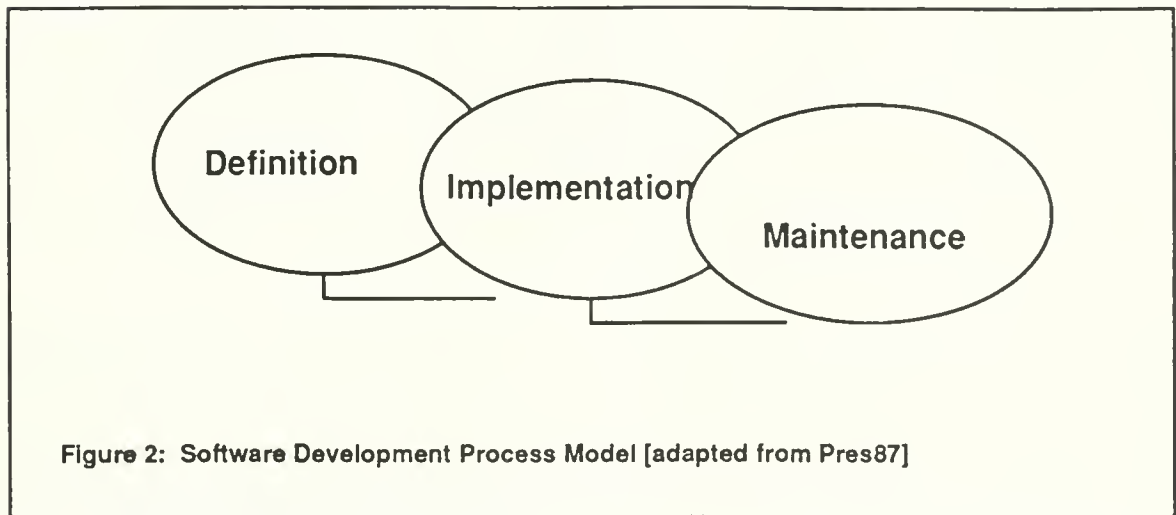 Definition
Implementation
Maintenance
Figure 2: Software Development Process Model [adapted from Pres87]